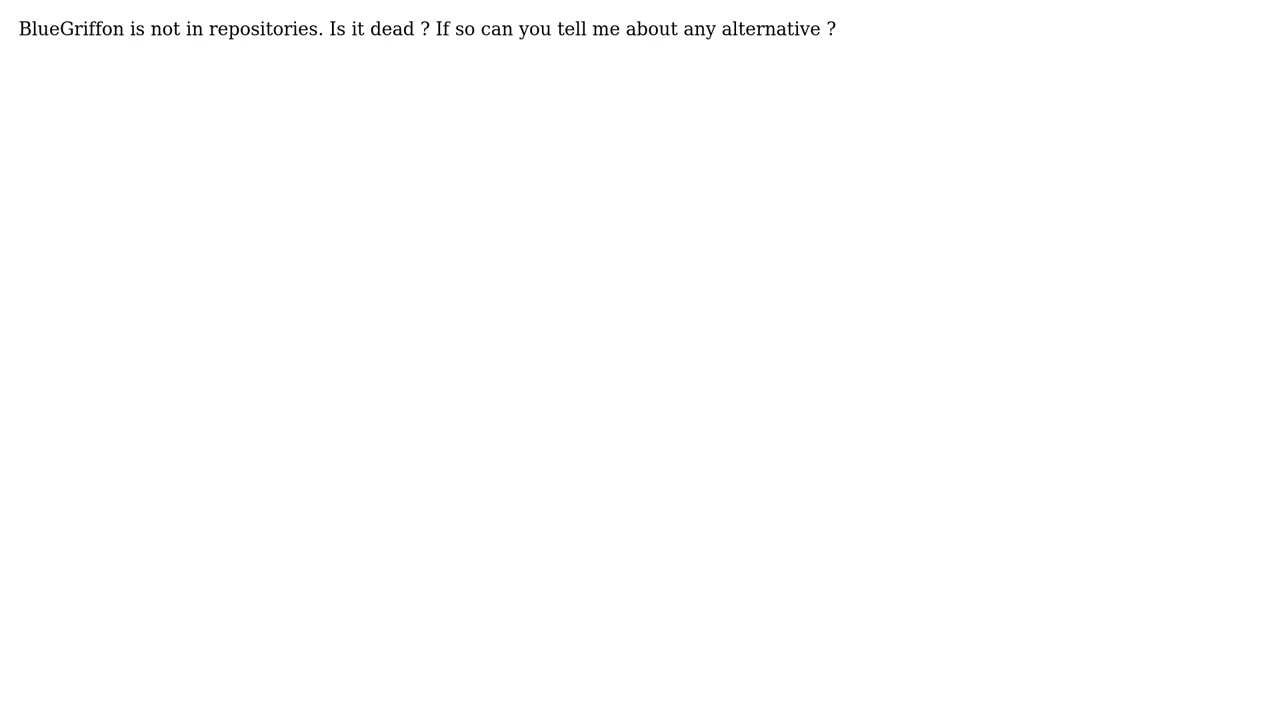 BlueGriffon is not in repositories. Is it dead ? If so can you tell me about any alternative ?